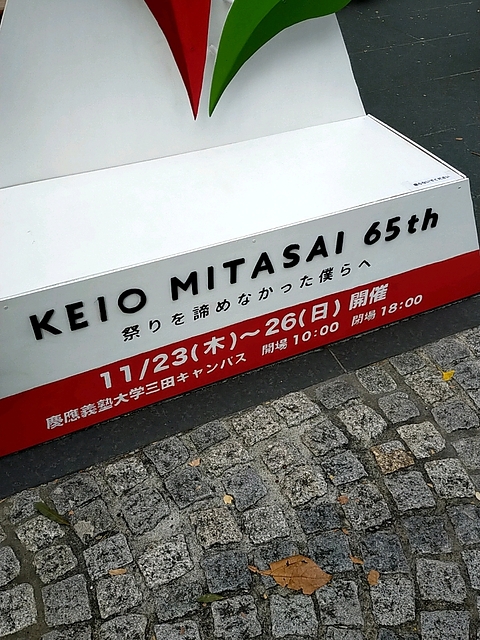 KEIO MITASAI 65th
祭りを諦めなかった僕らへ
11/23(木)〜26(日) 開催
慶應義塾大学三田キャンパス 開場 10:00 閉場 18:00